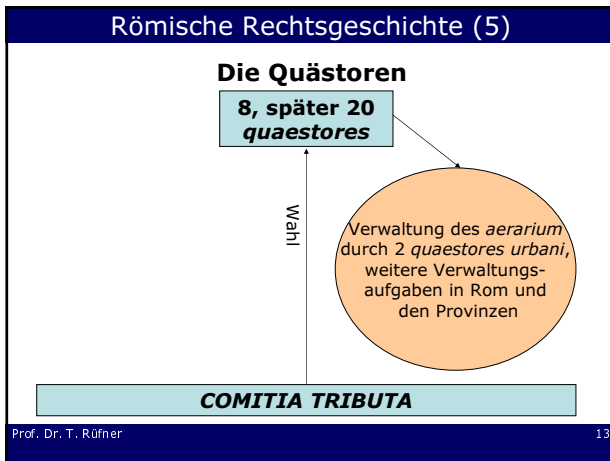 Römische Rechtsgeschichte (5)
Die Quästoren
8, später 20
quaestores
Wahl
Verwaltung des aerarium
durch 2 quaestores urbani,
weitere Verwaltungs-
aufgaben in Rom und
den Provinzen
COMITIA TRIBUTA
Prof. Dr. T. Rüfner
13